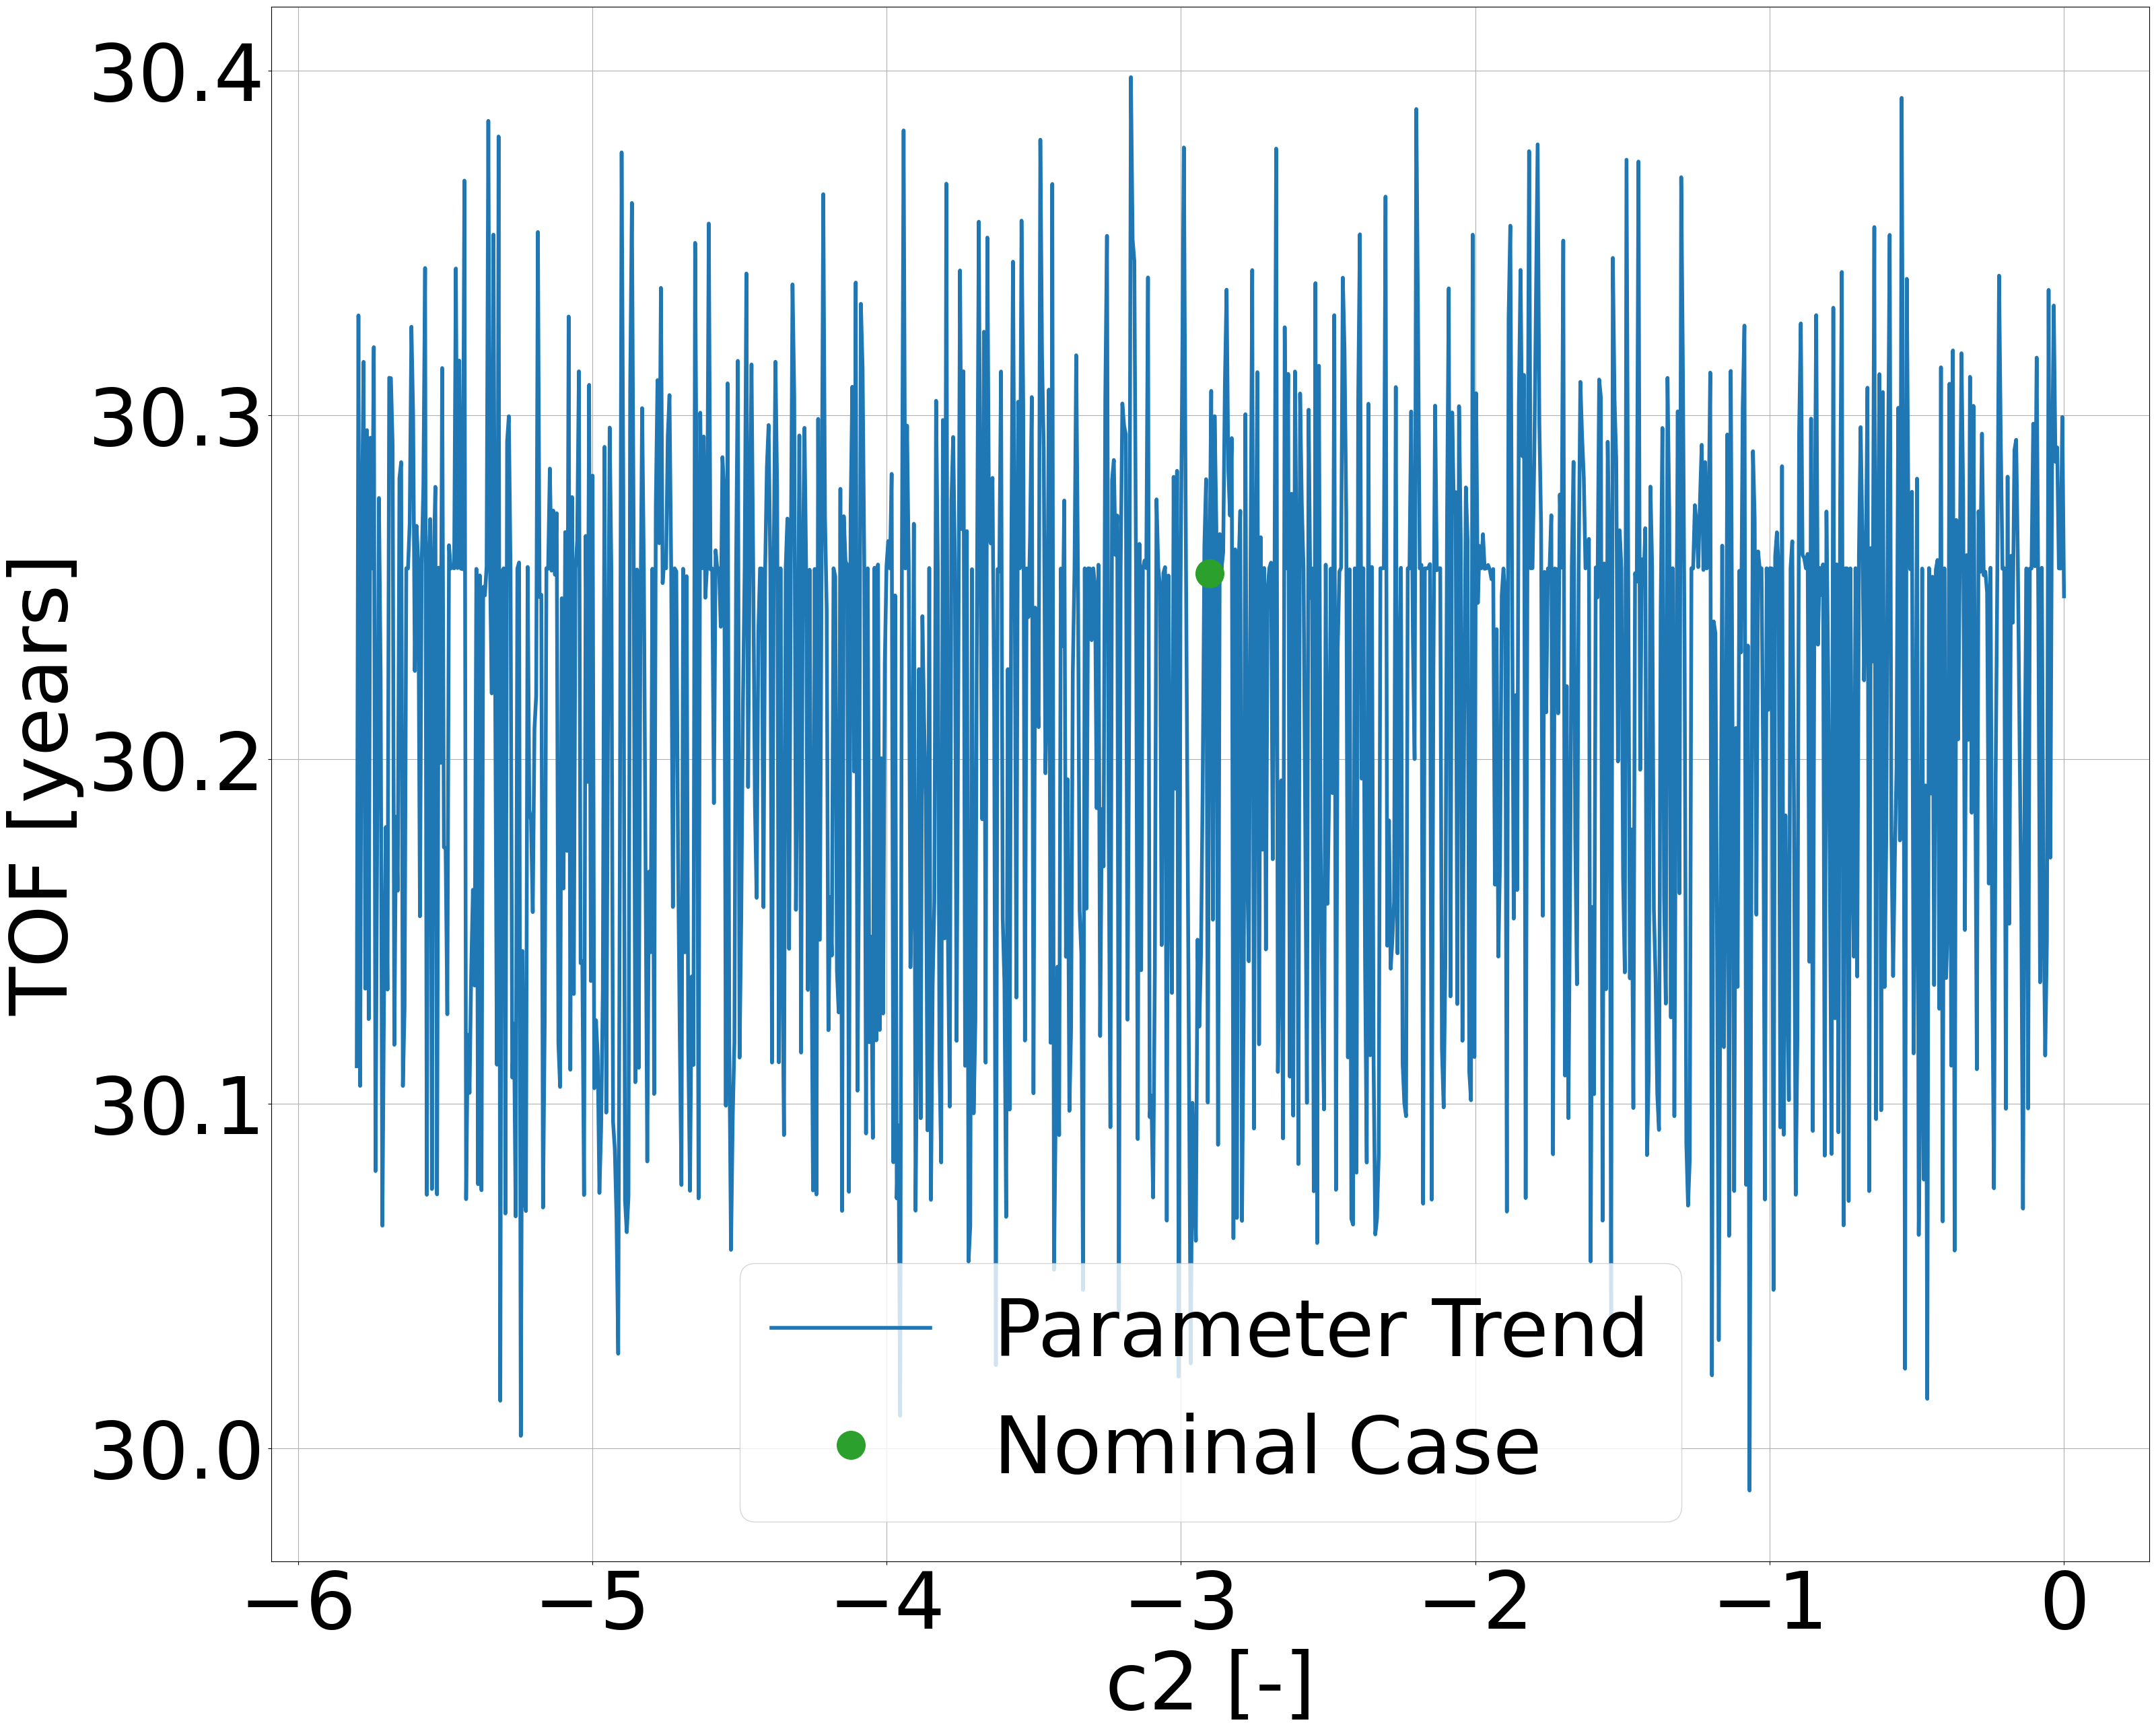 30.4
30.3
30.2
30.1
30.0
TOF [years]
Parameter Trend
Nominal Case
−6 −5 −4 −3 −2 −1 0
c2 [-]